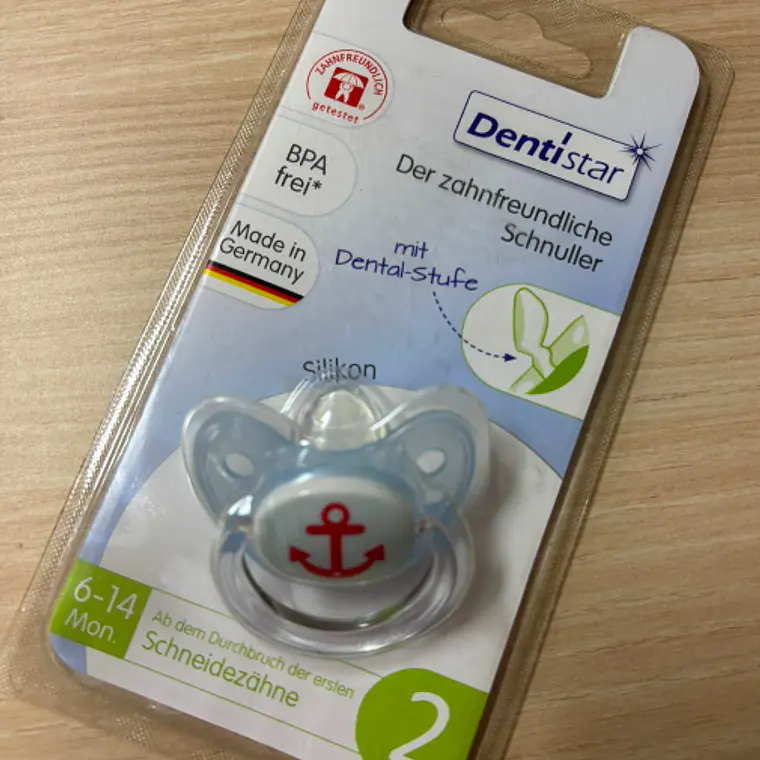 ZAHNFREUNDLICH
getestet
Dentistar
BPA
frei*
Der zahnfreundliche
Schnuller
Made in
Germany
mit
Dental-Stufe
Silikon
6-14
Mon.
Ab dem Durchbruch der ersten
Schneidezähne
2